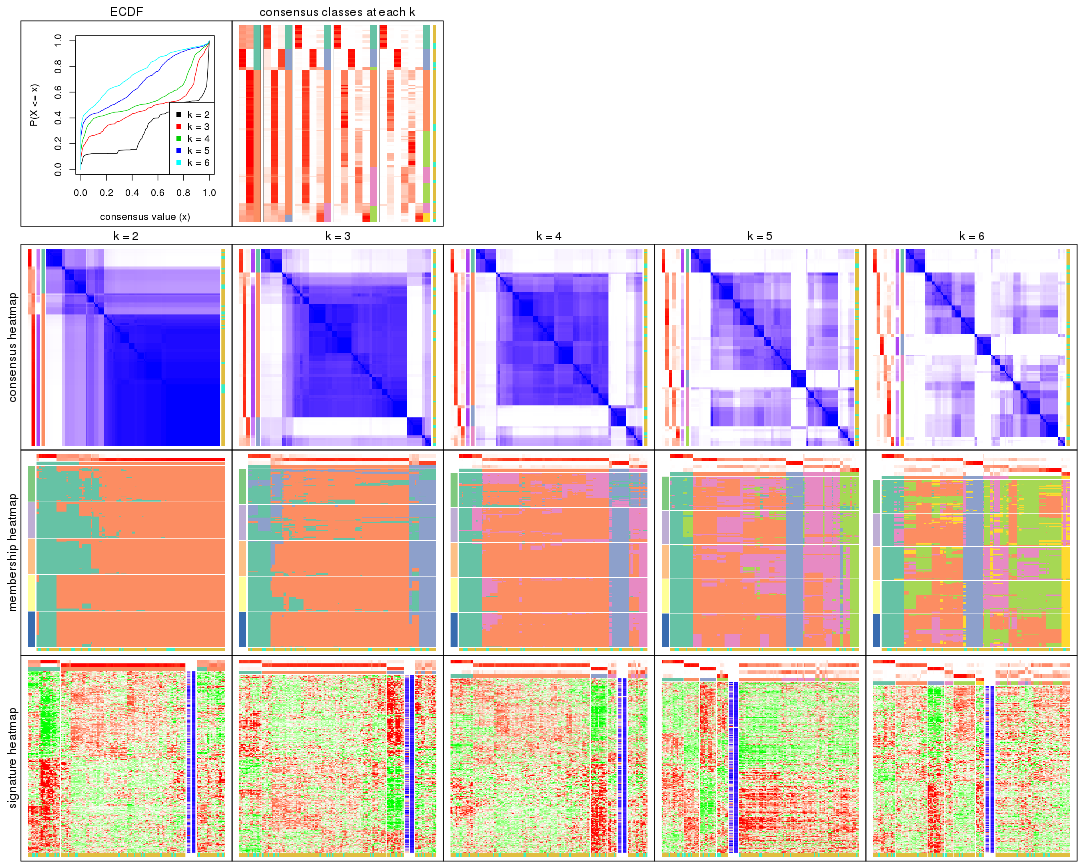 ECDF
consensus classes at each k
P(X <= x)
0.0 0.2 0.4 0.6 0.8 1.0
k = 2
k = 3
k = 4
k = 5
k = 6
0.0 0.2 0.4 0.6 0.8 1.0
consensus value (x)
k = 2 k = 3 k = 4 k = 5 k = 6
consensus heatmap
membership heatmap
signature heatmap